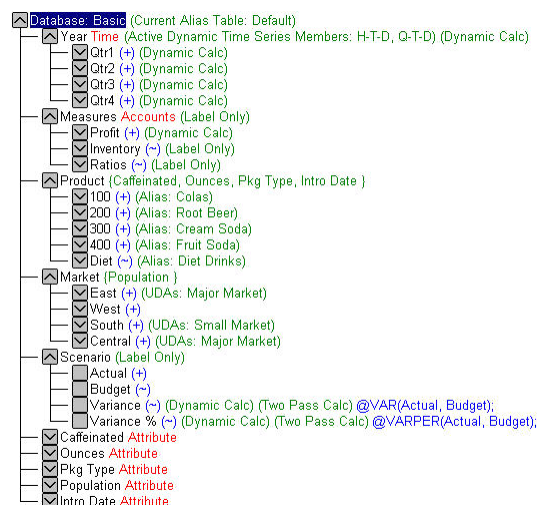 Database: Basic (Current Alias Table: Default)
Year Time (Active Dynamic Time Series Members: H-T-D, Q-T-D) (Dynamic Calc)
Qtr1 (+) (Dynamic Calc)
Qtr2 (+) (Dynamic Calc)
Qtr3 (+) (Dynamic Calc)
Qtr4 (+) (Dynamic Calc)
Measures Accounts (Label Only)
Profit (+) (Dynamic Calc)
Inventory (~) (Label Only)
Ratios (~) (Label Only)
Product {Caffeinated, Ounces, Pkg Type, Intro Date }
100 (+) (Alias: Colas)
200 (+) (Alias: Root Beer)
300 (+) (Alias: Cream Soda)
400 (+) (Alias: Fruit Soda)
Diet (~) (Alias: Diet Drinks)
Market {Population }
East (+) (UDAs: Major Market)
West (+)
South (+) (UDAs: Small Market)
Central (+) (UDAs: Major Market)
Scenario (Label Only)
Actual (+)
Budget (~)
Variance (~) (Dynamic Calc) (Two Pass Calc) @VAR(Actual, Budget);
Variance % (~) (Dynamic Calc) (Two Pass Calc) @VARPER(Actual, Budget);
Caffeinated Attribute
Ounces Attribute
Pkg Type Attribute
Population Attribute
Intro Date Attribute